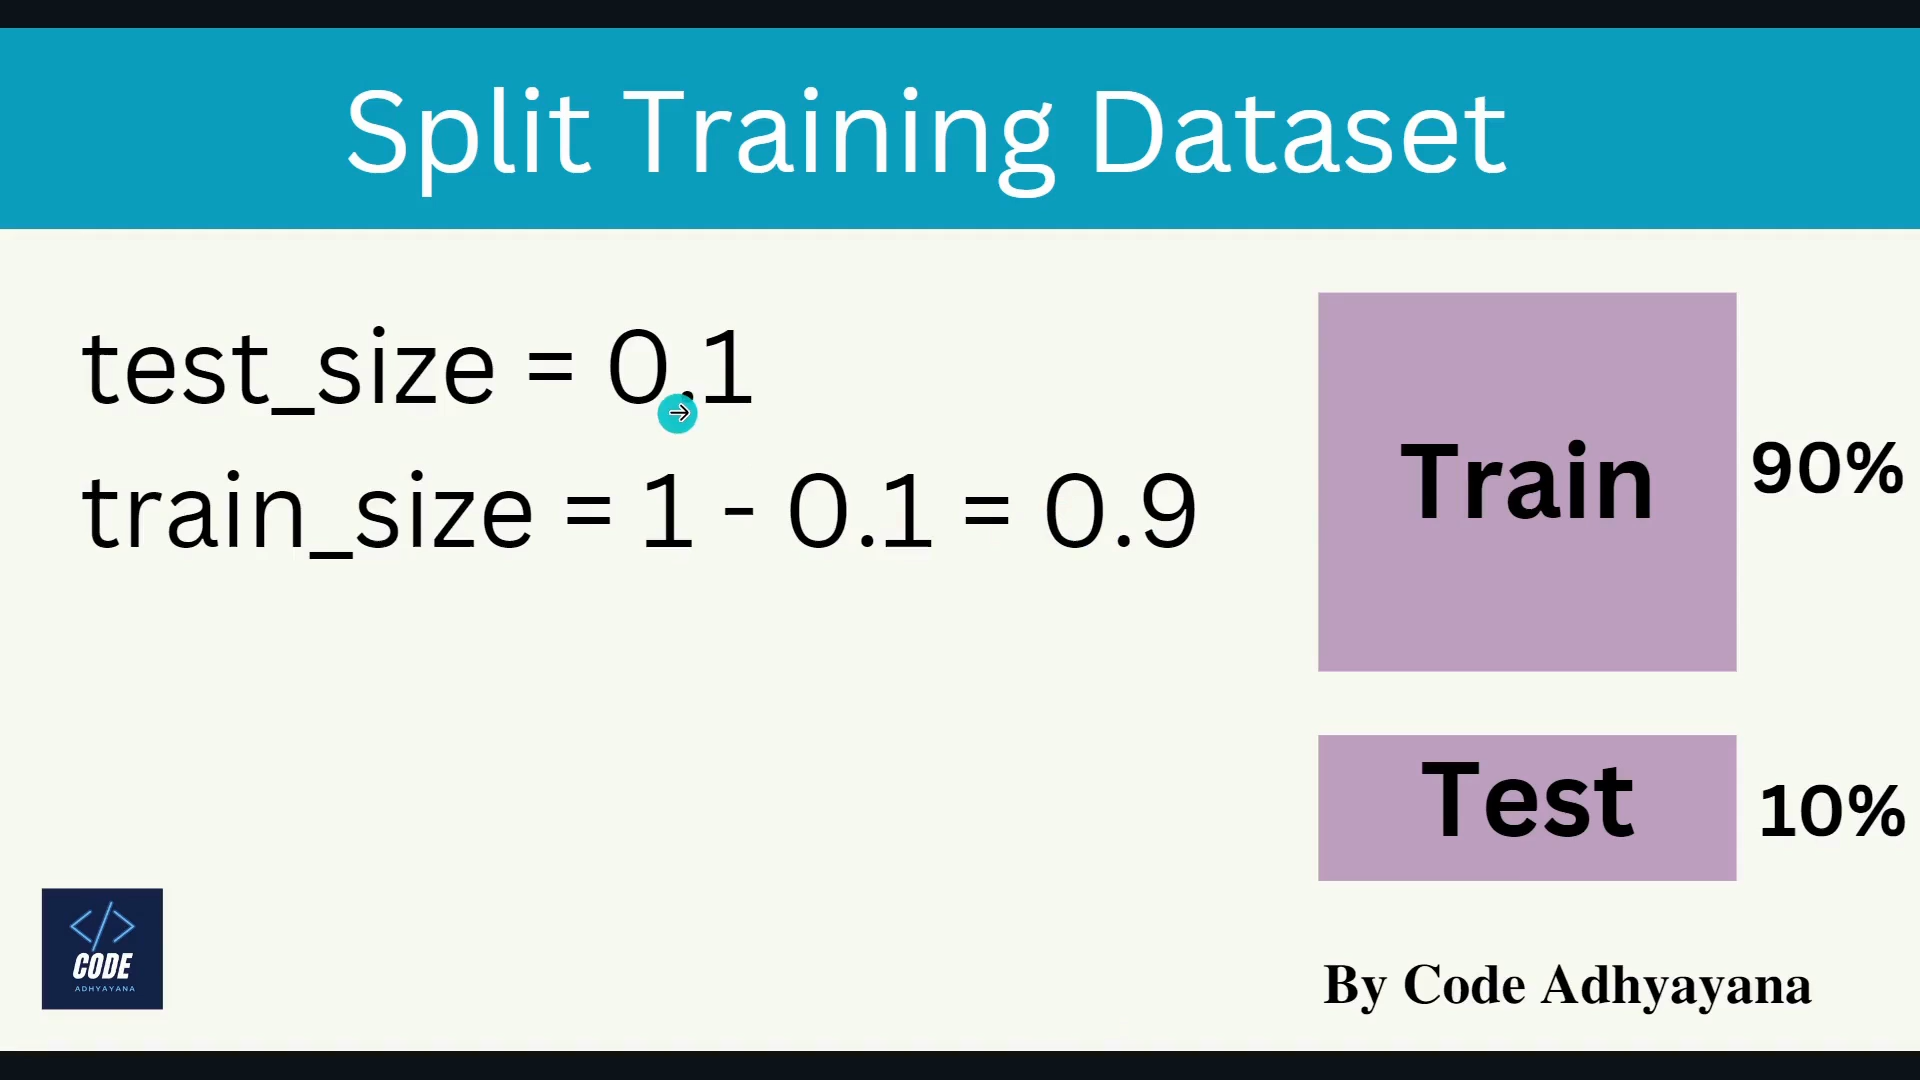 Split Training Dataset
test_size = 0.1
train_size = 1 - 0.1 = 0.9
Train
90%
Test
10%
</>
CODE
ADHYAYANA
By Code Adhyayana